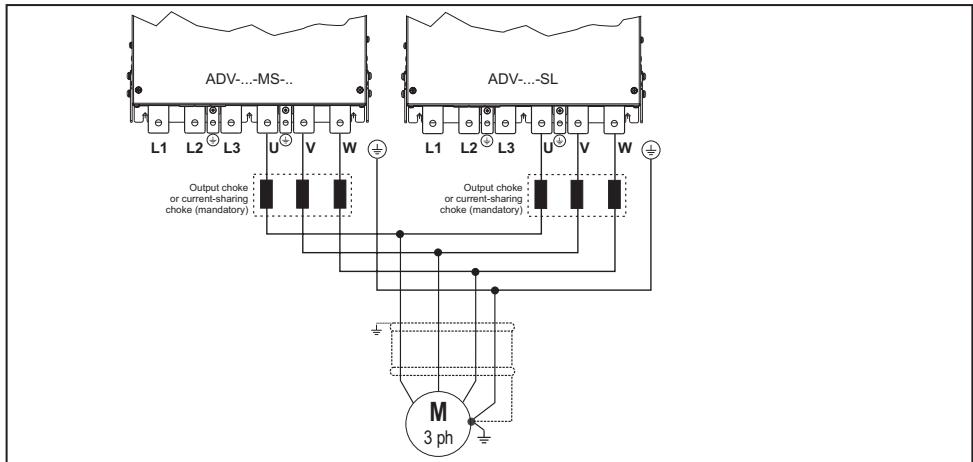 ADV-...-MS-..
ADV-...-SL
L1 L2 L3 U V W
L1 L2 L3 U V W
Output choke
or current-sharing
choke (mandatory)
Output choke
or current-sharing
choke (mandatory)
M
3 ph